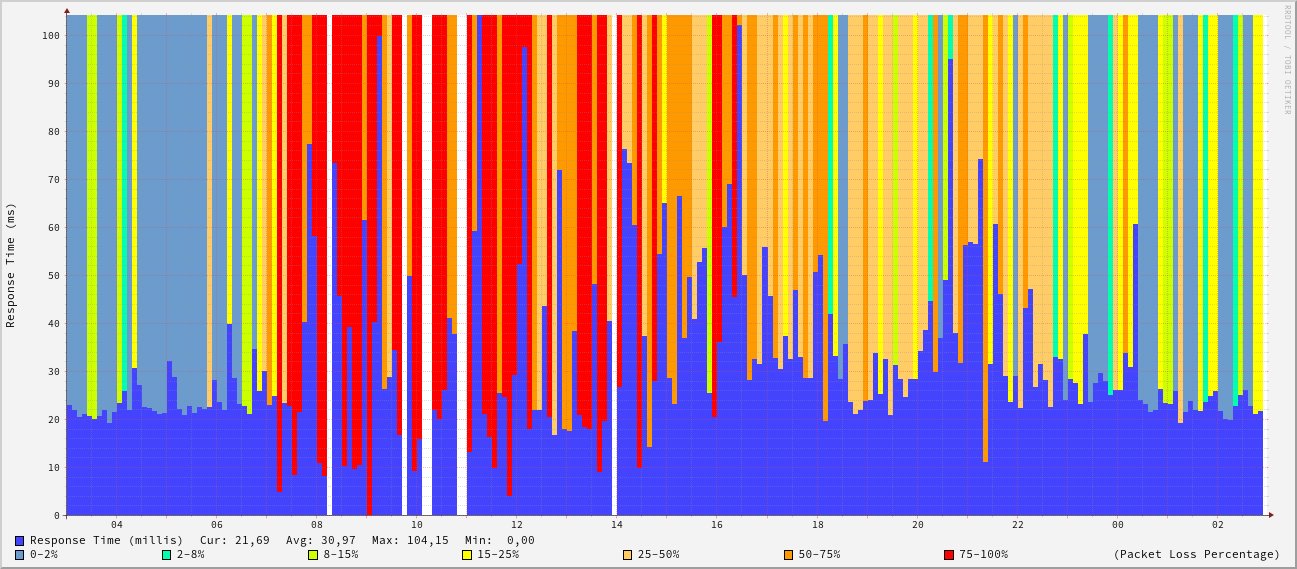 RRDTOOL / TOBI OETIKER
Response Time (ms)
100
90
80
70
60
50
40
30
20
10
0
04 06 08 10 12 14 16 18 20 22 00 02
Response Time (millis) Cur: 21,69 Avg: 30,97 Max: 104,15 Min: 0,00
0-2% 2-8% 8-15% 15-25% 25-50% 50-75% 75-100% (Packet Loss Percentage)